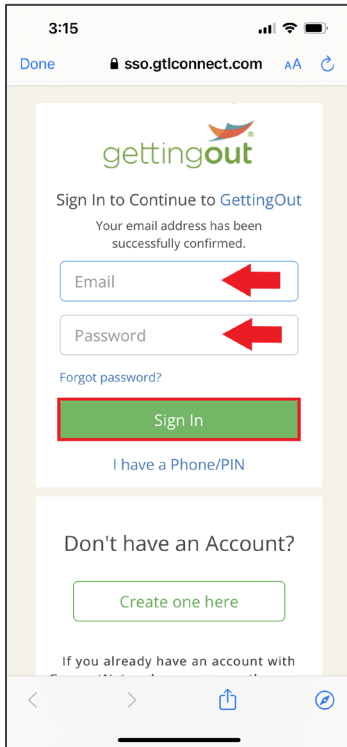 3:15
Done sso.gtlconnect.com AA
gettingout
Sign In to Continue to GettingOut
Your email address has been
successfully confirmed.
Email
Password
Forgot password?
Sign In
I have a Phone/PIN
Don't have an Account?
Create one here
If you already have an account with